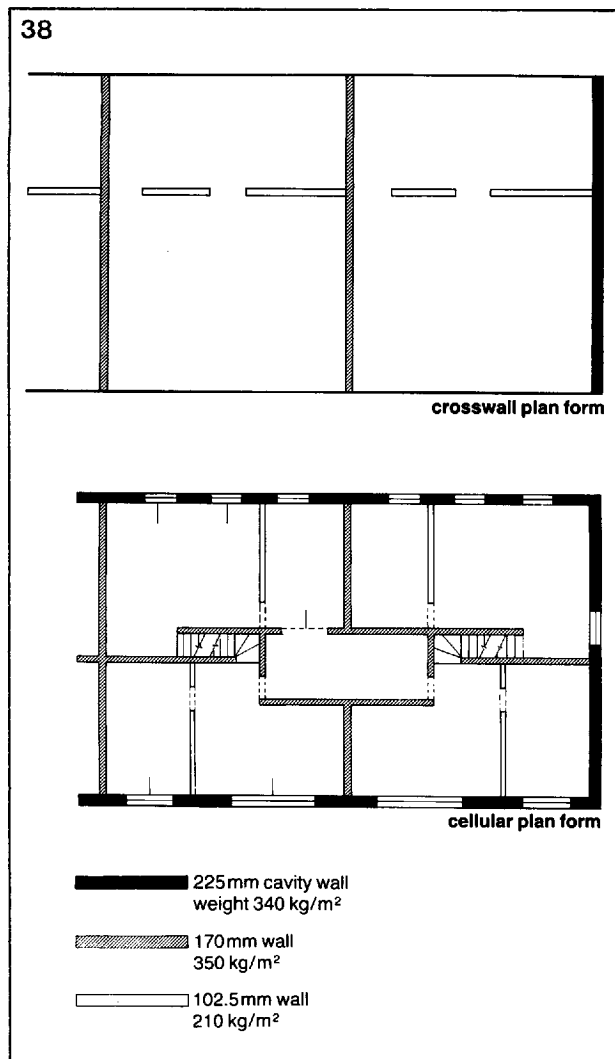 38
crosswall plan form
cellular plan form
225mm cavity wall
weight 340 kg/m²
170mm wall
350 kg/m²
102.5mm wall
210 kg/m²